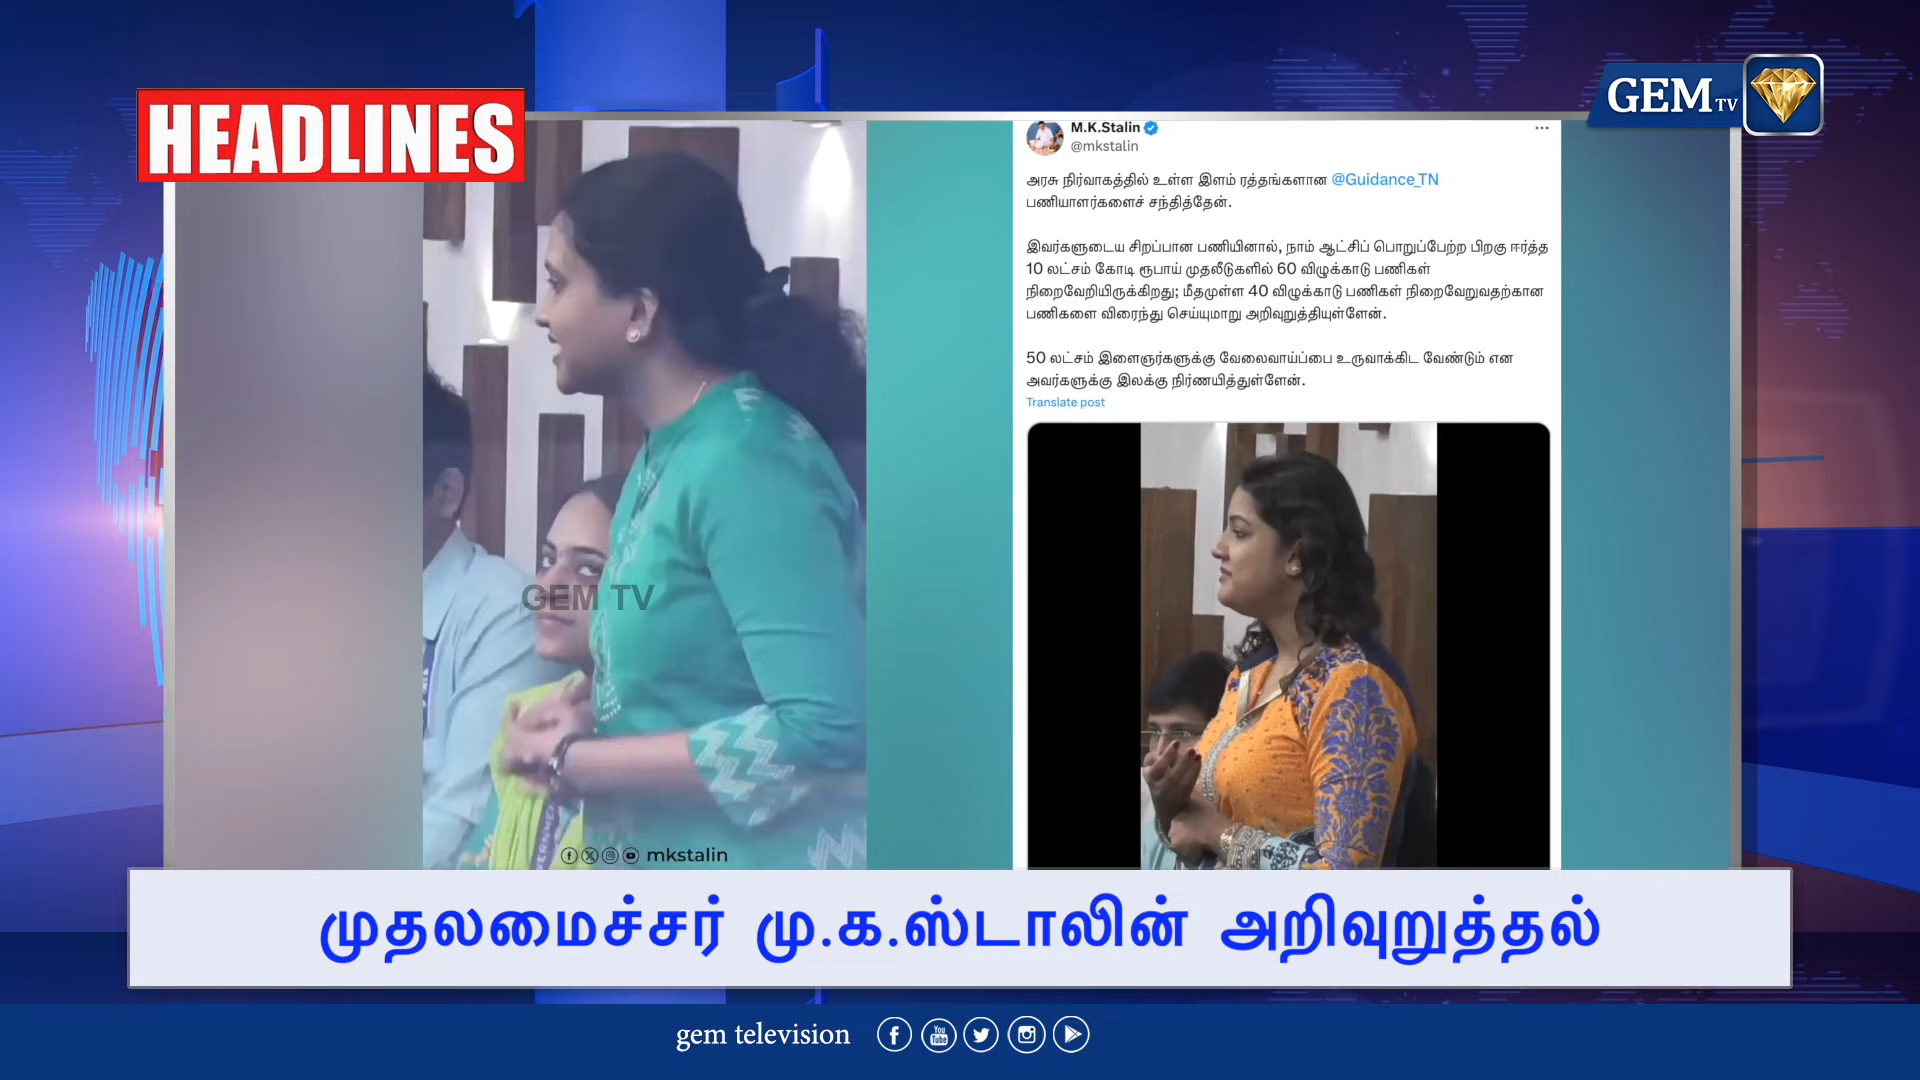 HEADLINES
GEM TV
M.K.Stalin
@mkstalin
அரசு நிர்வாகத்தில் உள்ள இளம் ரத்தங்களான @Guidance_TN
பணியாளர்களைச் சந்தித்தேன்.
இவர்களுடைய சிறப்பான பணியினால், நாம் ஆட்சிப் பொறுப்பேற்ற பிறகு ஈர்த்த
10 லட்சம் கோடி ரூபாய் முதலீடுகளில் 60 விழுக்காடு பணிகள்
நிறைவேறியிருக்கிறது; மீதமுள்ள 40 விழுக்காடு பணிகள் நிறைவேறுவதற்கான
பணிகளை விரைந்து செய்யுமாறு அறிவுறுத்தியுள்ளேன்.
50 லட்சம் இளைஞர்களுக்கு வேலைவாய்ப்பை உருவாக்கிட வேண்டும் என
அவர்களுக்கு இலக்கு நிர்ணயித்துள்ளேன்.
Translate post
GEM TV
mkstalin
முதலமைச்சர் மு.க.ஸ்டாலின் அறிவுறுத்தல்
gem television